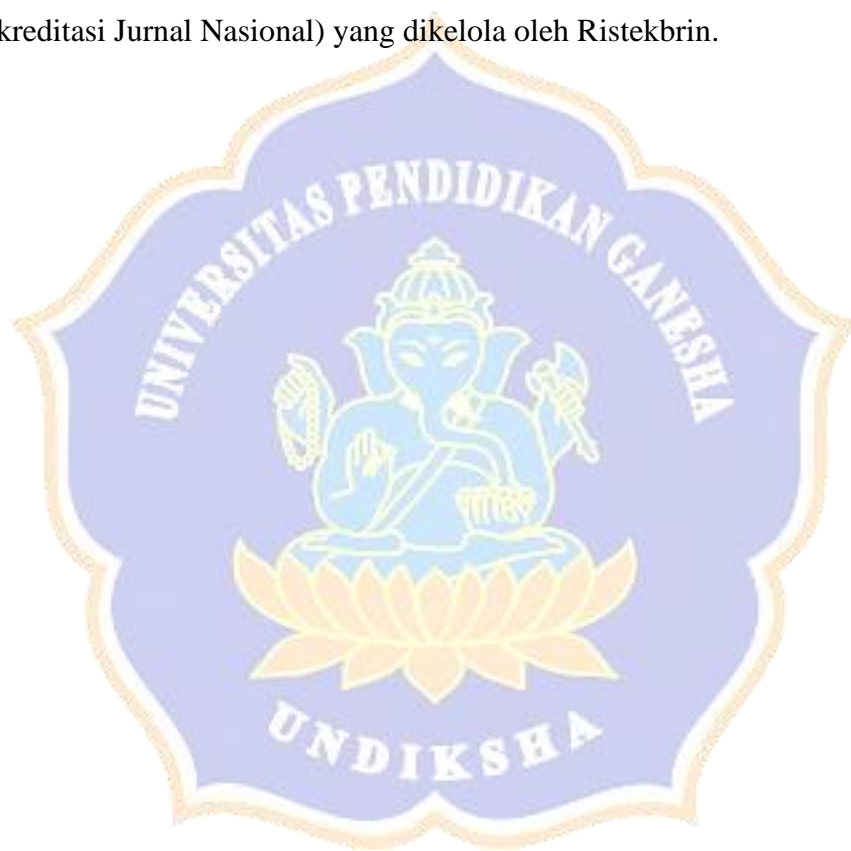 kreditasi Jurnal Nasional) yang dikelola oleh Ristekbrin.
UNIVERSITAS PENDIDIKAN GANESHA
UNDIKSHA